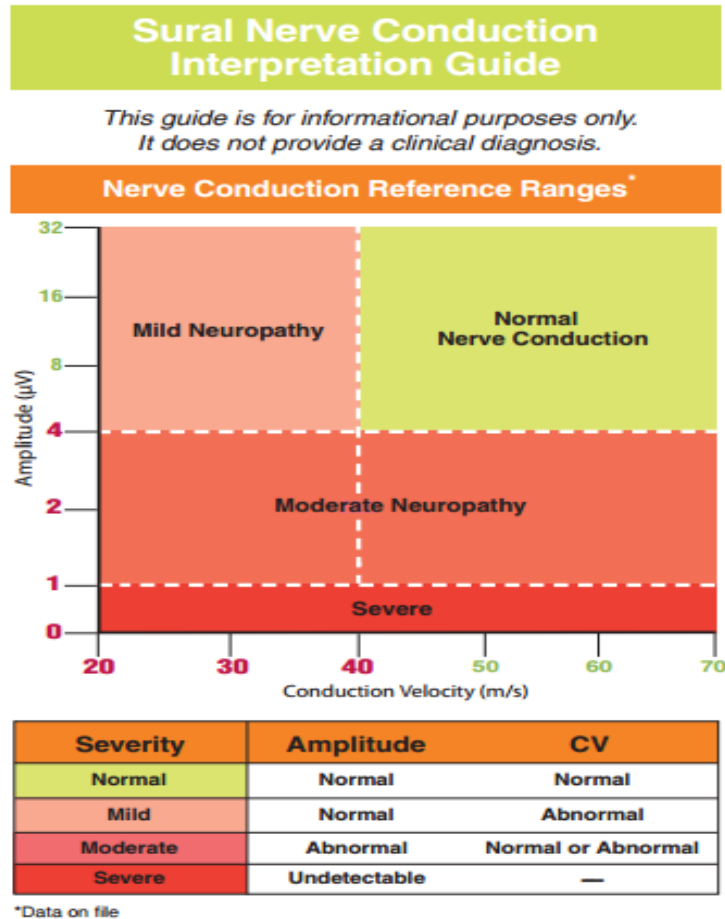 Sural Nerve Conduction
Interpretation Guide
This guide is for informational purposes only.
It does not provide a clinical diagnosis.
Nerve Conduction Reference Ranges*
32
16
8
4
2
1
0
Amplitude (µV)
Mild Neuropathy
Normal
Nerve Conduction
Moderate Neuropathy
Severe
20 30 40 50 60 70
Conduction Velocity (m/s)
Severity Amplitude CV
Normal Normal Normal
Mild Normal Abnormal
Moderate Abnormal Normal or Abnormal
Severe Undetectable —
*Data on file